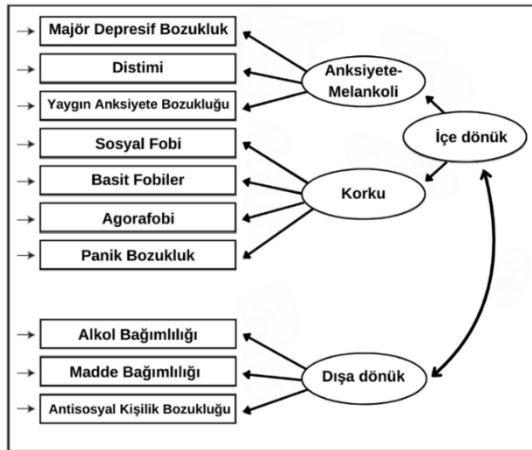 Majör Depresif Bozukluk
Distimi
Yaygın Anksiyete Bozukluğu
Sosyal Fobi
Basit Fobiler
Agorafobi
Panik Bozukluk
Alkol Bağımlılığı
Madde Bağımlılığı
Antisosyal Kişilik Bozukluğu
Anksiyete-
Melankoli
Korku
Dışa dönük
İçe dönük